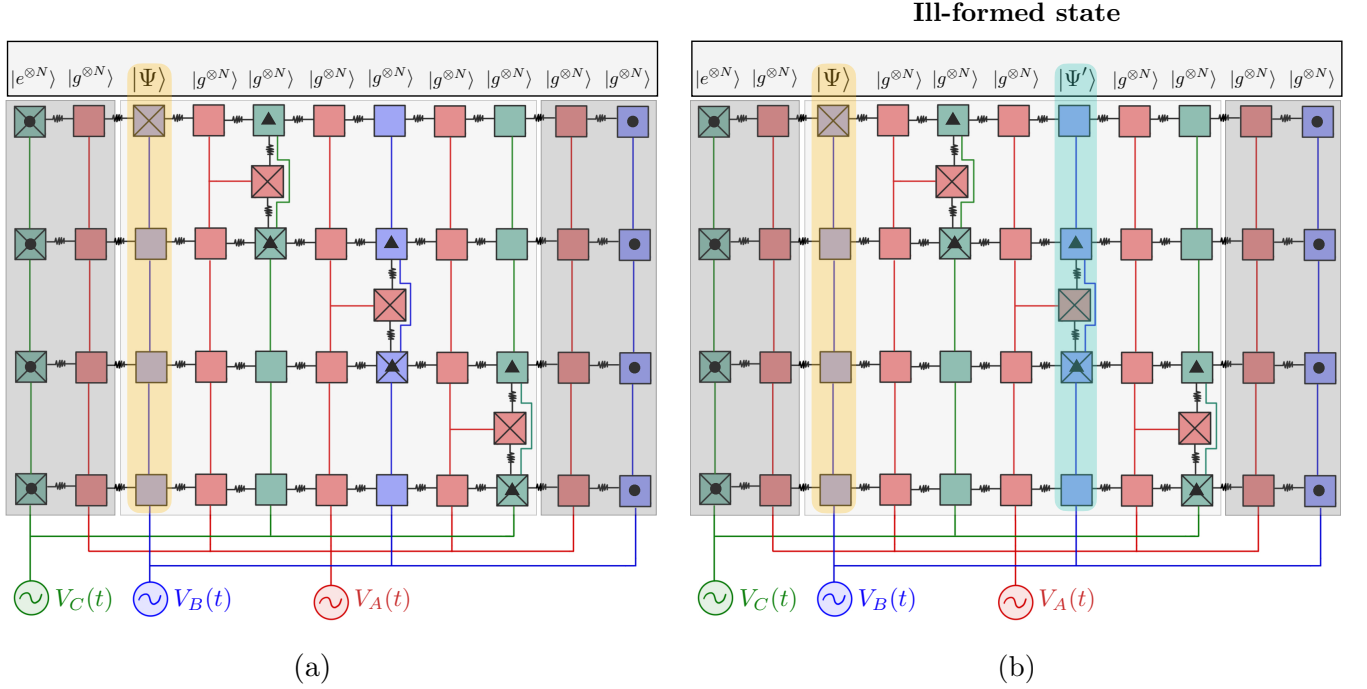 Ill-formed state
|e^{⊗N}⟩ |g^{⊗N}⟩ |Ψ⟩ |g^{⊗N}⟩ |g^{⊗N}⟩ |g^{⊗N}⟩ |g^{⊗N}⟩ |g^{⊗N}⟩ |g^{⊗N}⟩ |g^{⊗N}⟩ |g^{⊗N}⟩
|e^{⊗N}⟩ |g^{⊗N}⟩ |Ψ⟩ |g^{⊗N}⟩ |g^{⊗N}⟩ |g^{⊗N}⟩ |Ψ′⟩ |g^{⊗N}⟩ |g^{⊗N}⟩ |g^{⊗N}⟩ |g^{⊗N}⟩
V_C(t) V_B(t) V_A(t)
V_C(t) V_B(t) V_A(t)
(a)
(b)